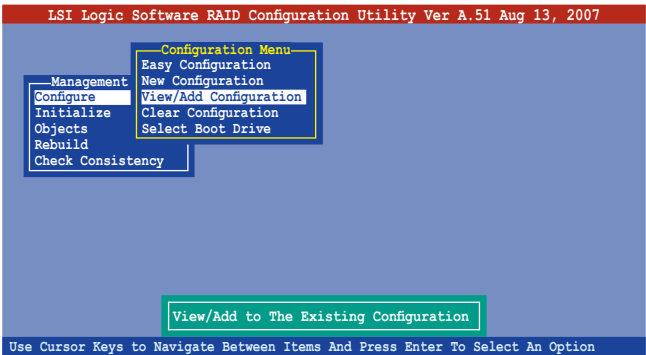 LSI Logic Software RAID Configuration Utility Ver A.51 Aug 13, 2007
Configuration Menu
Easy Configuration
New Configuration
View/Add Configuration
Clear Configuration
Select Boot Drive
Management
Configure
Initialize
Objects
Rebuild
Check Consistency
View/Add to The Existing Configuration
Use Cursor Keys to Navigate Between Items And Press Enter To Select An Option